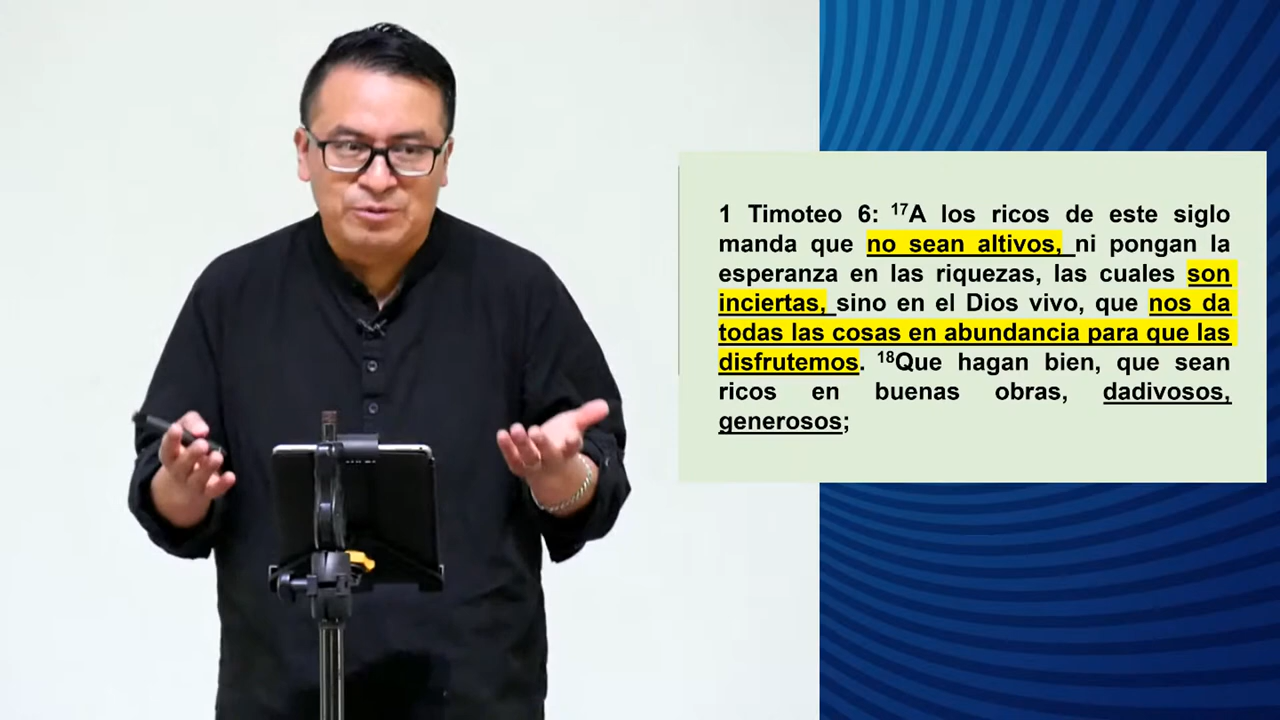 1 Timoteo 6: ¹⁷A los ricos de este siglo
manda que no sean altivos, ni pongan la
esperanza en las riquezas, las cuales son
inciertas, sino en el Dios vivo, que nos da
todas las cosas en abundancia para que las
disfrutemos. ¹⁸Que hagan bien, que sean
ricos en buenas obras, dadivosos,
generosos;